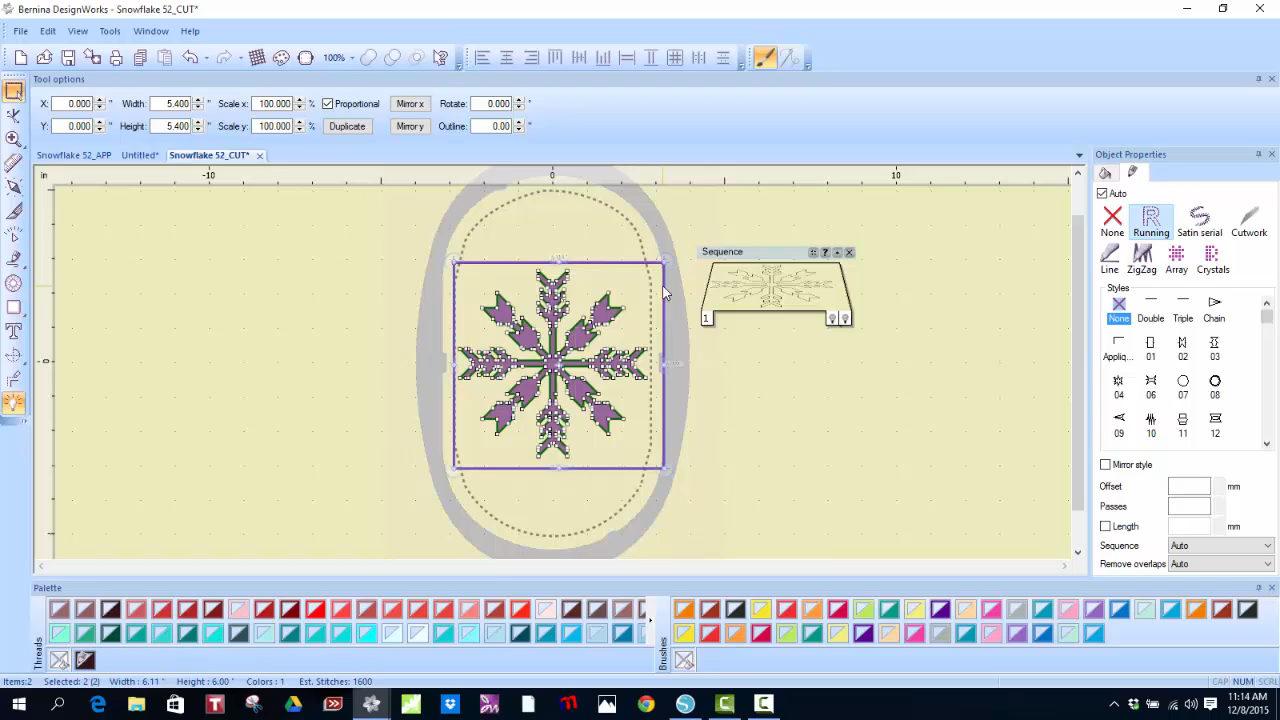 Bernina DesignWorks - Snowflake 52_CUT*
File Edit View Tools Window Help
100%
Tool options
X: 0.000 " Width: 5.400 " Scale x: 100.000 % Proportional Mirror x Rotate: 0.000 °
Y: 0.000 " Height: 5.400 " Scale y: 100.000 % Duplicate Mirror y Outline: 0.00 "
Snowflake 52_APP Untitled* Snowflake 52_CUT*
in -10 0 10
0
Sequence
1
Object Properties
Auto
None Running Satin serial Cutwork
Line ZigZag Array Crystals
Styles
None Double Triple Chain
Appliq... 01 02 03
04 05 07 08
09 10 11 12
Mirror style
Offset mm
Passes
Length mm
Sequence Auto
Remove overlaps Auto
Palette
Threads
Brushes
Items:2 Selected: 2 (2) Width : 6.11" Height : 6.00" Colors : 1 Est. Stitches: 1600 CAP NUM SCRL
11:14 AM
12/8/2015